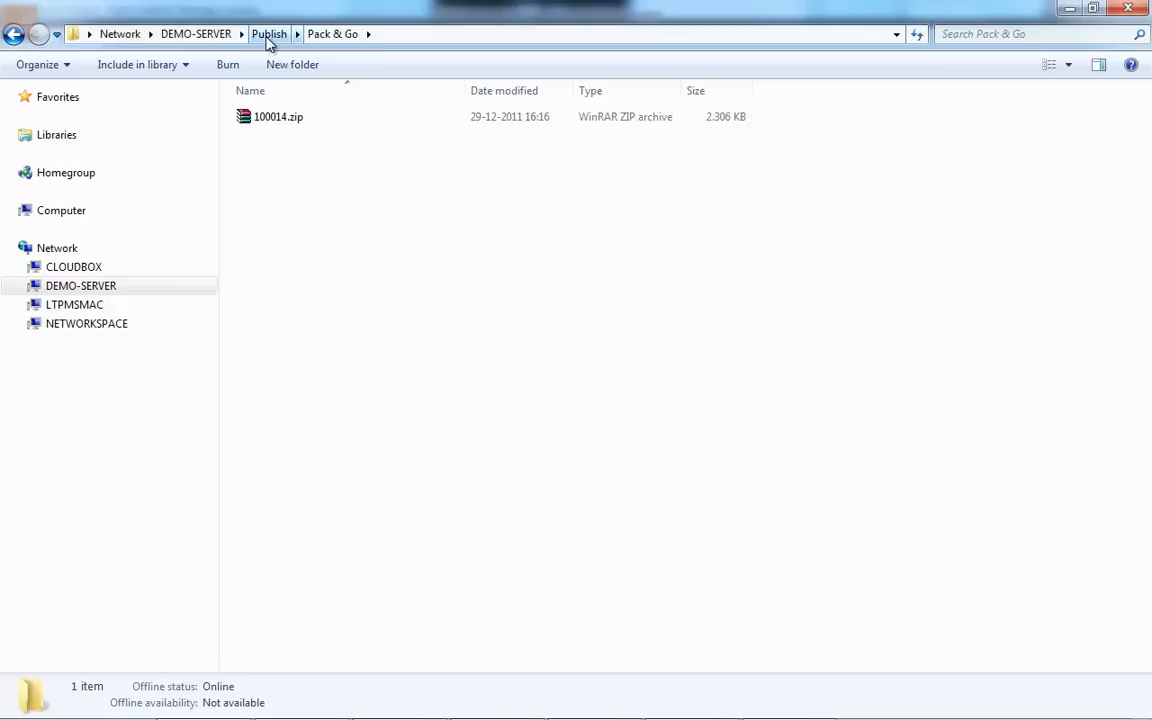 Network DEMO-SERVER Publish Pack & Go
Search Pack & Go
Organize Include in library Burn New folder
Name Date modified Type Size
100014.zip 29-12-2011 16:16 WinRAR ZIP archive 2.306 KB
Favorites
Libraries
Homegroup
Computer
Network
CLOUDBOX
DEMO-SERVER
LTPMSMAC
NETWORKSPACE
1 item Offline status: Online
Offline availability: Not available